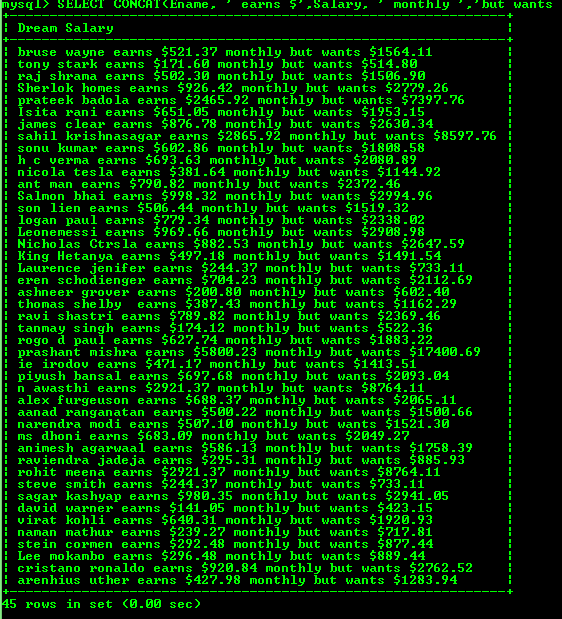 mysql> SELECT CONCAT(Ename, ' earns $',Salary, ' monthly ','but wants
| Dream Salary |
| bruse wayne earns $521.37 monthly but wants $1564.11
| tony stark earns $171.60 monthly but wants $514.80
| raj shrama earns $502.30 monthly but wants $1506.90
| Sherlok homes earns $926.42 monthly but wants $2779.26
| prateek badola earns $2465.92 monthly but wants $7397.76
| Isita rani earns $651.05 monthly but wants $1953.15
| james clear earns $876.78 monthly but wants $2630.34
| sahil krishnasagar earns $2865.92 monthly but wants $8597.76 |
| sonu kumar earns $602.86 monthly but wants $1808.58
| h c verma earns $693.63 monthly but wants $2080.89
| nicola tesla earns $381.64 monthly but wants $1144.92
| ant man earns $790.82 monthly but wants $2372.46
| Salmon bhai earns $998.32 monthly but wants $2994.96
| son lien earns $506.44 monthly but wants $1519.32
| logan paul earns $779.34 monthly but wants $2338.02
| Leonemessi earns $969.66 monthly but wants $2908.98
| Nicholas Ctrsla earns $882.53 monthly but wants $2647.59
| King Hetanya earns $497.18 monthly but wants $1491.54
| Laurence jenifer earns $244.37 monthly but wants $733.11
| eren schodienger earns $704.23 monthly but wants $2112.69
| ashneer grover earns $200.80 monthly but wants $602.40
| thomas shelby  earns $387.43 monthly but wants $1162.29
| ravi shastri earns $789.82 monthly but wants $2369.46
| tanmay singh earns $174.12 monthly but wants $522.36
| rogo d paul earns $627.74 monthly but wants $1883.22
| prashant mishra earns $5800.23 monthly but wants $17400.69
| ie irodov earns $471.17 monthly but wants $1413.51
| piyush bansal earns $697.68 monthly but wants $2093.04
| n awasthi earns $2921.37 monthly but wants $8764.11
| alex furgeuson earns $688.37 monthly but wants $2065.11
| aanad ranganatan earns $500.22 monthly but wants $1500.66
| narendra modi earns $507.10 monthly but wants $1521.30
| ms dhoni earns $683.09 monthly but wants $2049.27
| animesh agarwaal earns $586.13 monthly but wants $1758.39
| raviendra jadeja earns $295.31 monthly but wants $885.93
| rohit meena earns $2921.37 monthly but wants $8764.11
| steve smith earns $244.37 monthly but wants $733.11
| sagar kashyap earns $980.35 monthly but wants $2941.05
| david warner earns $141.05 monthly but wants $423.15
| virat kohli earns $640.31 monthly but wants $1920.93
| naman mathur earns $239.27 monthly but wants $717.81
| stein cormen earns $292.48 monthly but wants $877.44
| Lee mokambo earns $296.48 monthly but wants $889.44
| cristano ronaldo earns $920.84 monthly but wants $2762.52
| arenhius uther earns $427.98 monthly but wants $1283.94
45 rows in set (0.00 sec)